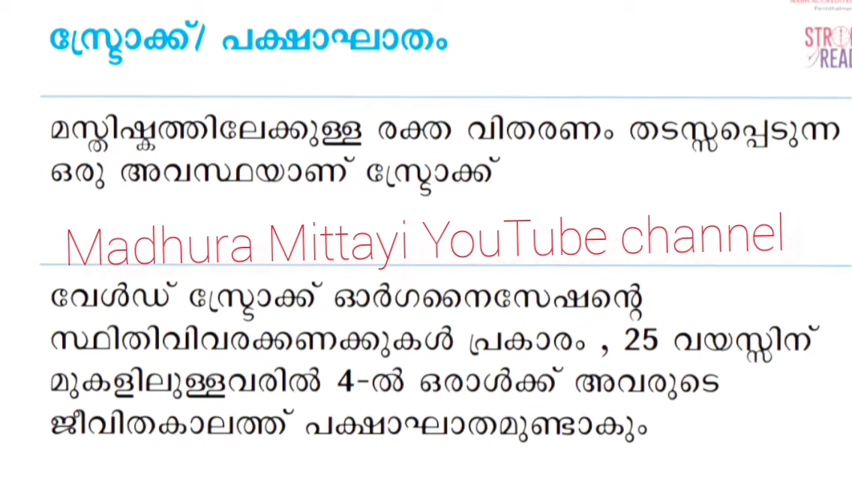 സ്ട്രോക്ക്/ പക്ഷാഘാതം
മസ്തിഷ്കത്തിലേക്കുള്ള രക്ത വിതരണം തടസ്സപ്പെടുന്ന
ഒരു അവസ്ഥയാണ് സ്ട്രോക്ക്
Madhura Mittayi YouTube channel
വേൾഡ് സ്ട്രോക്ക് ഓർഗനൈസേഷന്റെ
സ്ഥിതിവിവരക്കണക്കുകൾ പ്രകാരം , 25 വയസ്സിന്
മുകളിലുള്ളവരിൽ 4-ൽ ഒരാൾക്ക് അവരുടെ
ജീവിതകാലത്ത് പക്ഷാഘാതമുണ്ടാകും